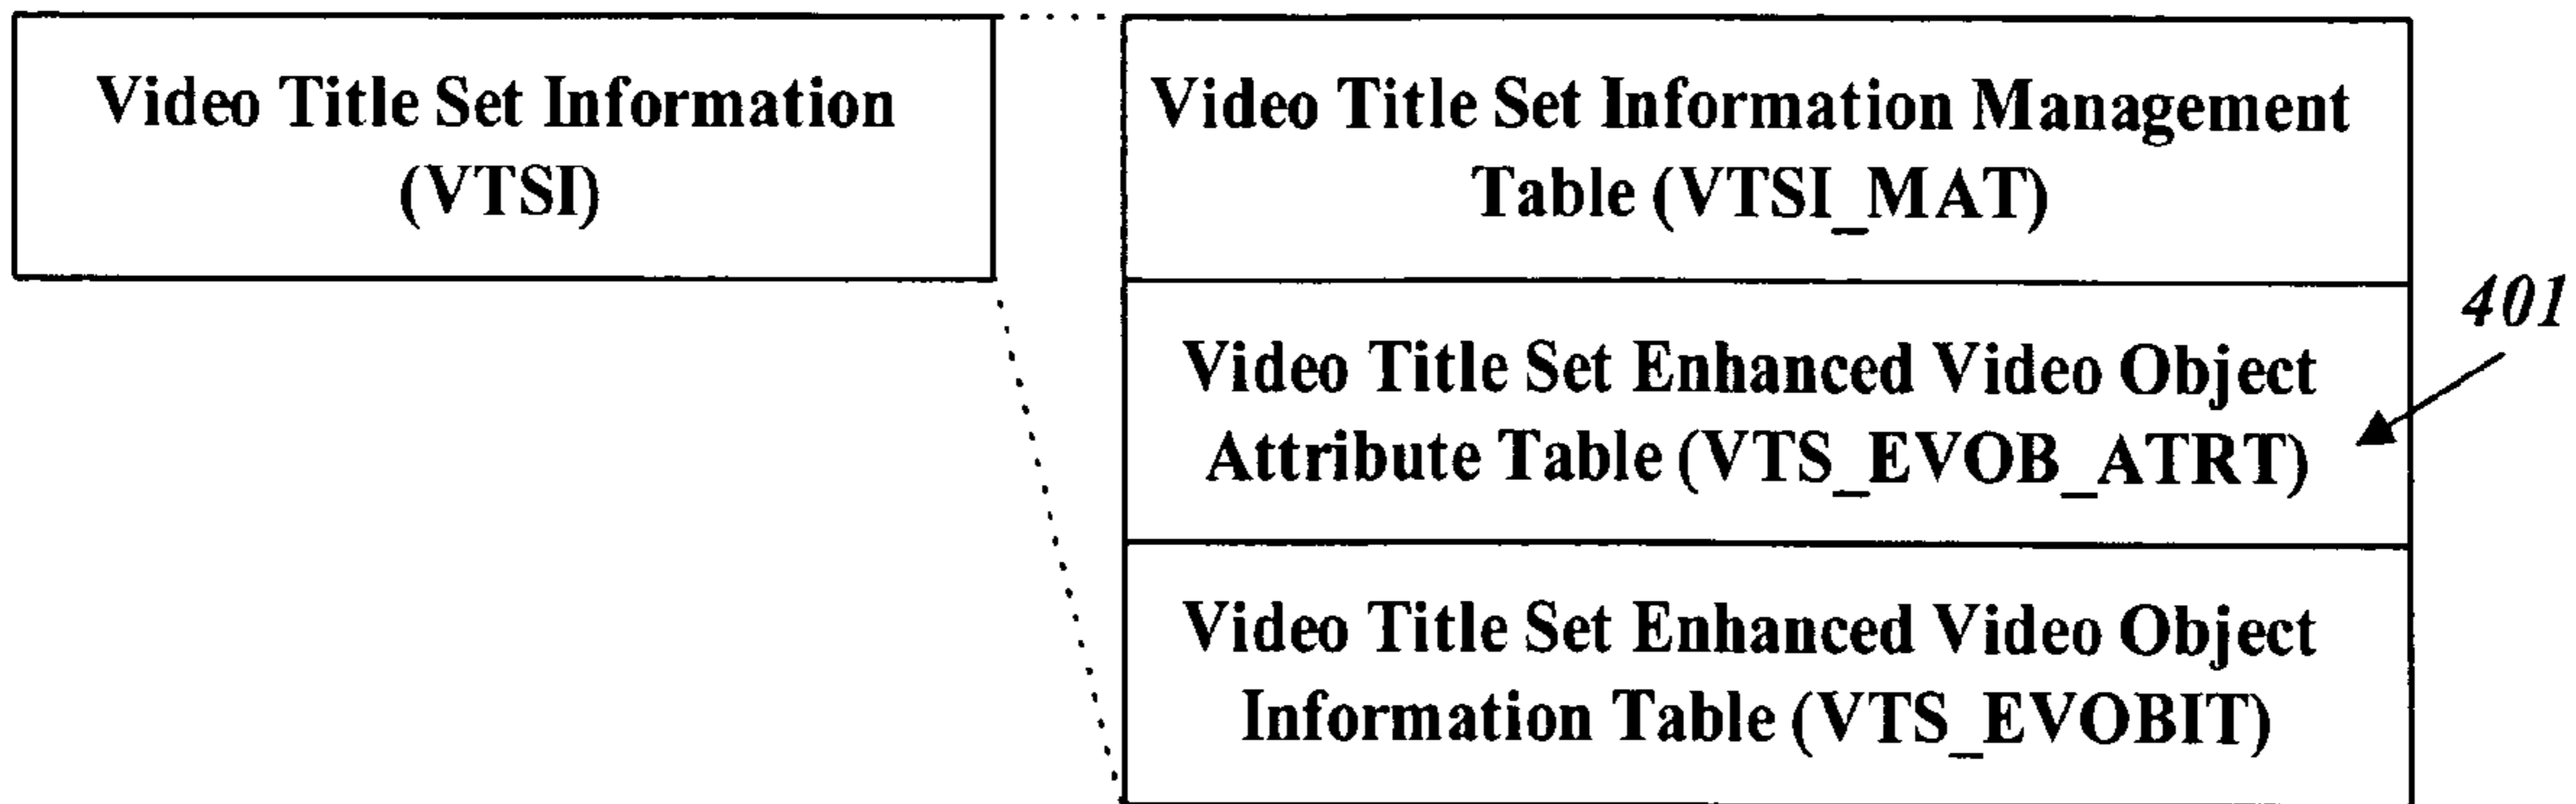 Video Title Set Information
(VTSI)
Video Title Set Information Management
Table (VTSI_MAT)
401
Video Title Set Enhanced Video Object
Attribute Table (VTS_EVOB_ATRT)
Video Title Set Enhanced Video Object
Information Table (VTS_EVOBIT)